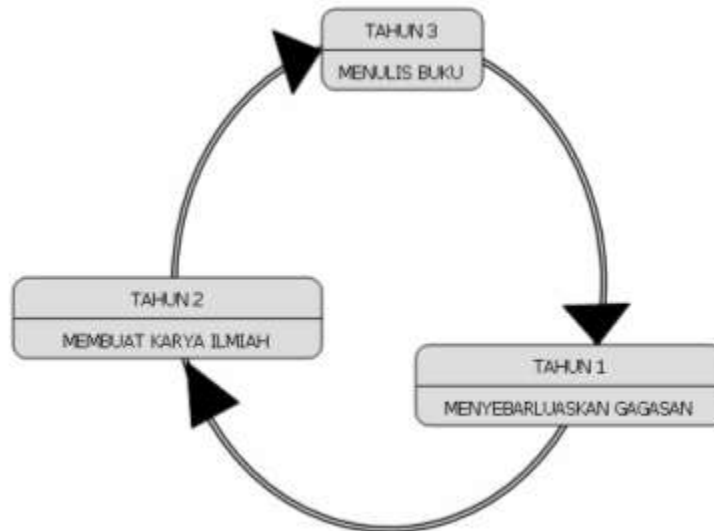 TAHUN 3
MENULIS BUKU
TAHUN 2
MEMBUAT KARYA ILMIAH
TAHUN 1
MENYEBARLUASKAN GAGASAN